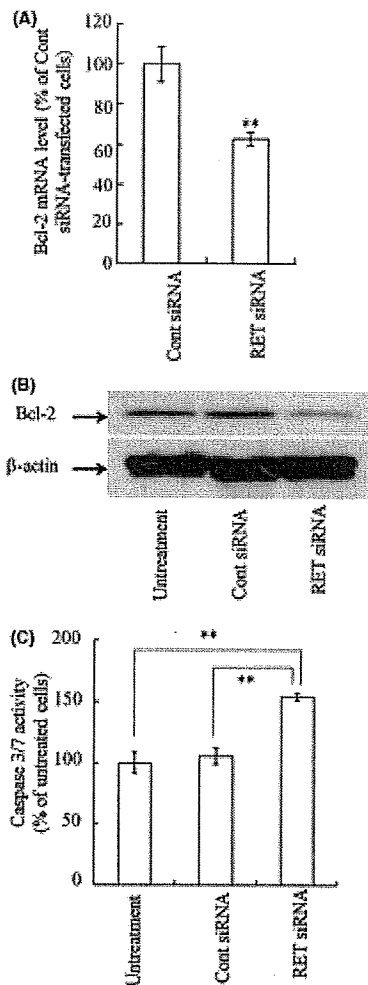 (A)
Bcl-2 mRNA level (% of Cont
siRNA-transfected cells)
120
100
80
60
40
20
0
**
Cont siRNA
RET siRNA
(B)
Bcl-2
β-actin
Untreatment
Cont siRNA
RET siRNA
(C)
Caspase 3/7 activity
(% of untreated cells)
200
150
100
50
0
**
**
Untreatment
Cont siRNA
RET siRNA